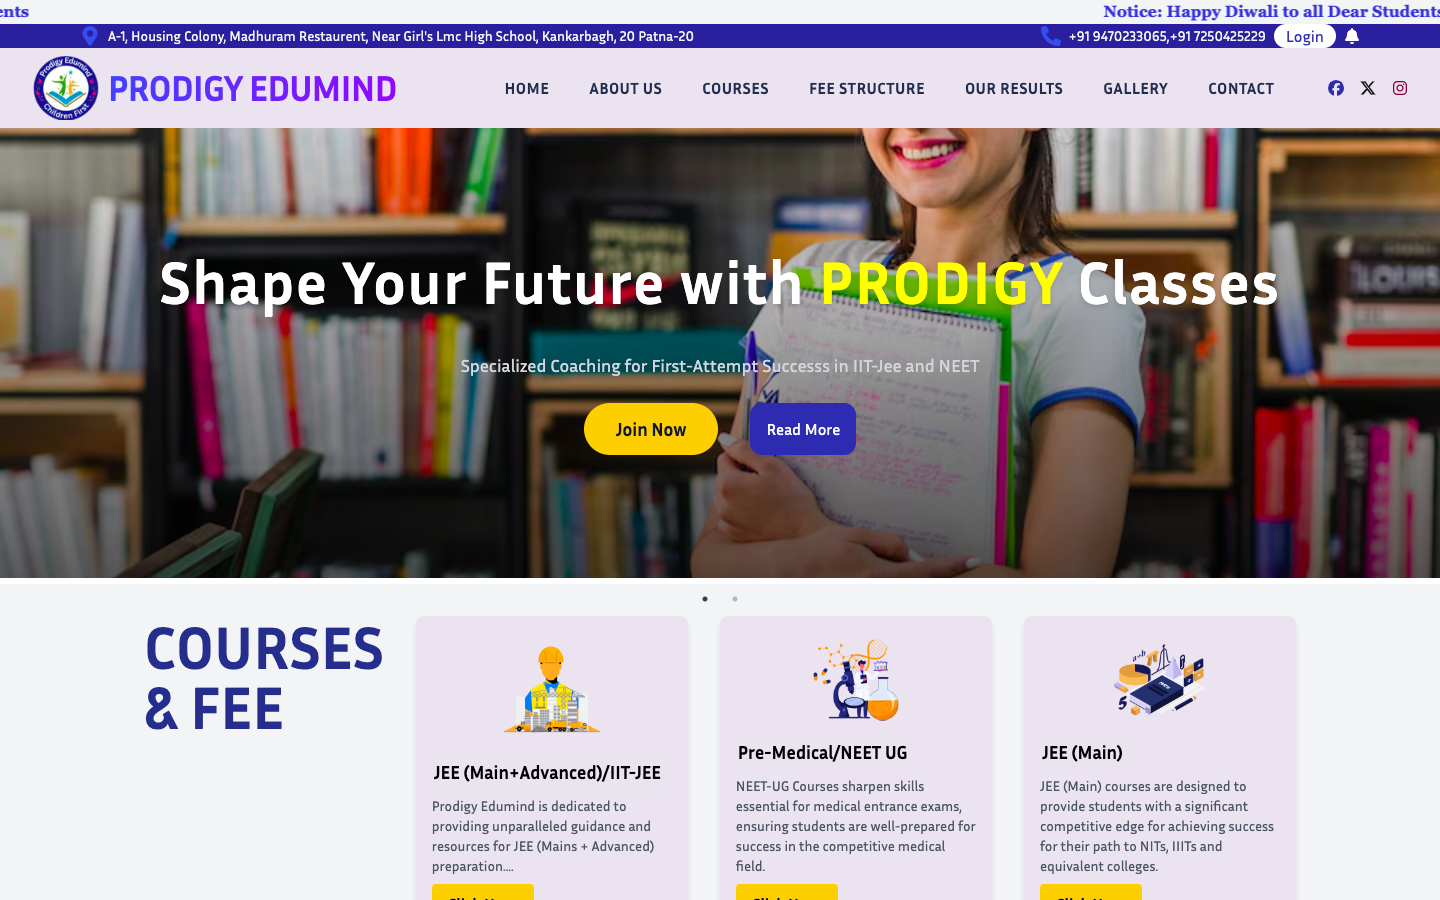 ents
Notice: Happy Diwali to all Dear Students
A-1, Housing Colony, Madhuram Restaurent, Near Girl's Lmc High School, Kankarbagh, 20 Patna-20
+91 9470233065,+91 7250425229
Login
Prodigy Edumind
Children First
PRODIGY EDUMIND
HOME
ABOUT US
COURSES
FEE STRUCTURE
OUR RESULTS
GALLERY
CONTACT
Shape Your Future with PRODIGY Classes
Specialized Coaching for First-Attempt Successs in IIT-Jee and NEET
Join Now
Read More
COURSES
& FEE
JEE (Main+Advanced)/IIT-JEE
Prodigy Edumind is dedicated to
providing unparalleled guidance and
resources for JEE (Mains + Advanced)
preparation....
Pre-Medical/NEET UG
NEET-UG Courses sharpen skills
essential for medical entrance exams,
ensuring students are well-prepared for
success in the competitive medical
field.
JEE (Main)
JEE (Main) courses are designed to
provide students with a significant
competitive edge for achieving success
for their path to NITs, IIITs and
equivalent colleges.